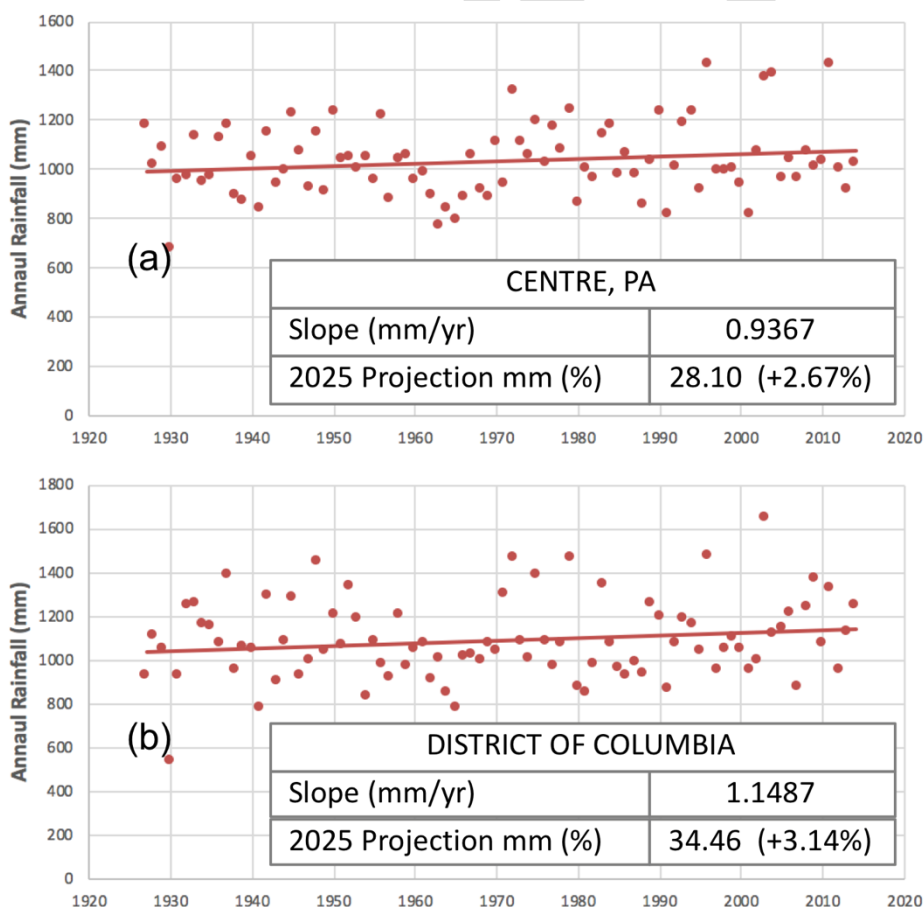 1600
1400
1200
1000
800
600
400
200
0
Annaul Rainfall (mm)
(a)
CENTRE, PA
Slope (mm/yr) 0.9367
2025 Projection mm (%) 28.10 (+2.67%)
1920 1930 1940 1950 1960 1970 1980 1990 2000 2010 2020
1800
1600
1400
1200
1000
800
600
400
200
0
Annaul Rainfall (mm)
(b)
DISTRICT OF COLUMBIA
Slope (mm/yr) 1.1487
2025 Projection mm (%) 34.46 (+3.14%)
1920 1930 1940 1950 1960 1970 1980 1990 2000 2010 2020